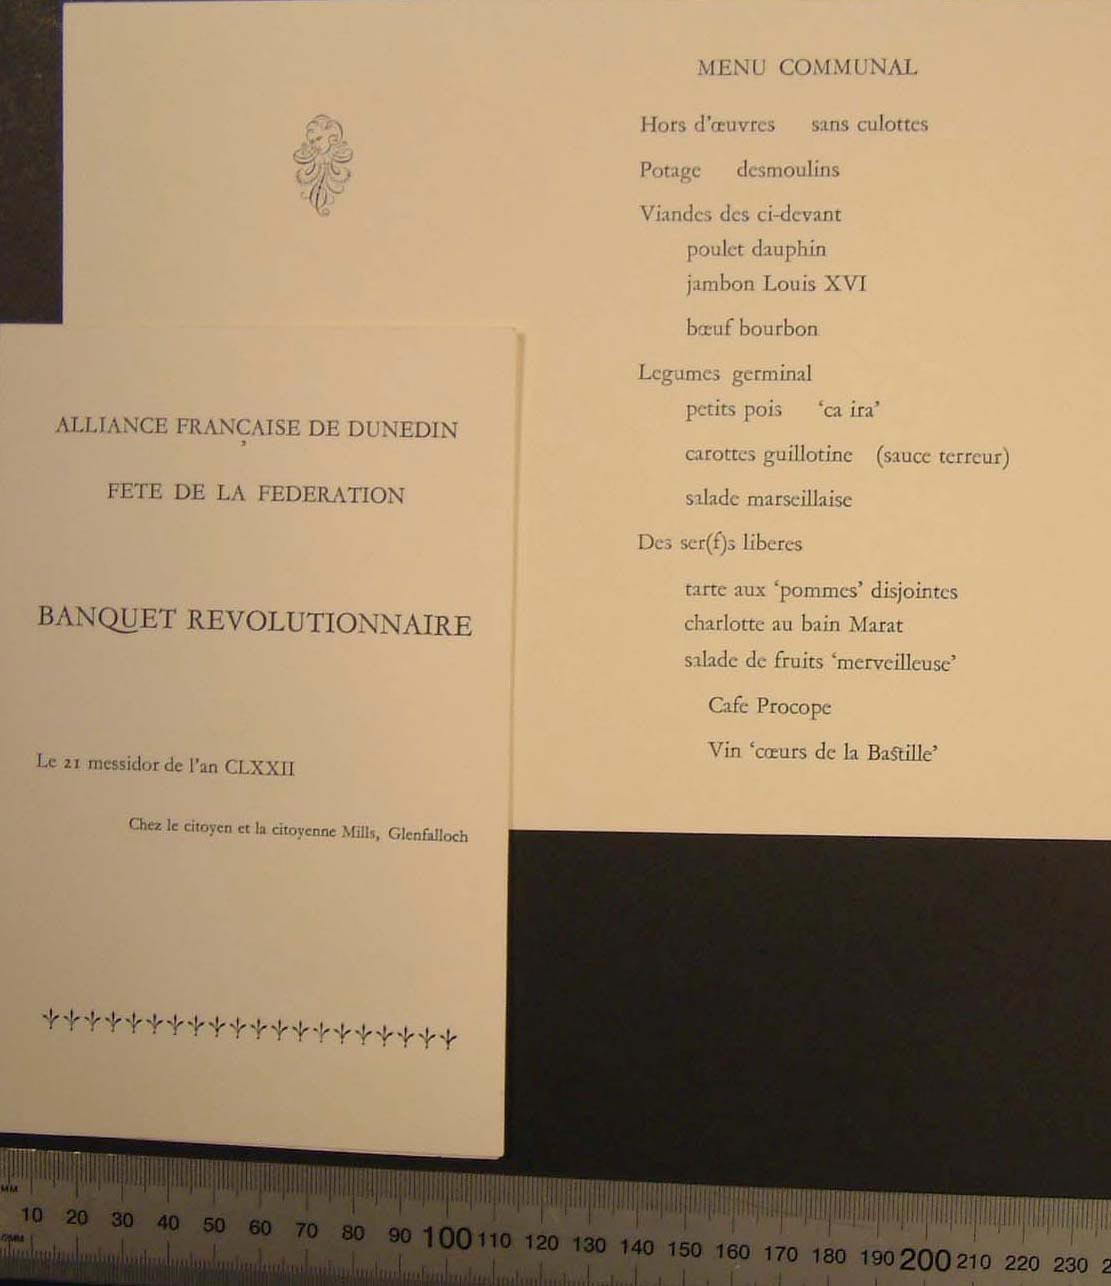 MENU COMMUNAL
Hors d'œuvres sans culottes
Potage desmoulins
Viandes des ci-devant
poulet dauphin
jambon Louis XVI
bœuf bourbon
Legumes germinal
petits pois ‘ca ira’
carottes guillotine (sauce terreur)
salade marseillaise
Des ser(f)s liberes
tarte aux ‘pommes’ disjointes
charlotte au bain Marat
salade de fruits ‘merveilleuse’
Cafe Procope
Vin ‘cœurs de la Bastille’
ALLIANCE FRANÇAISE DE DUNEDIN
FETE DE LA FEDERATION
BANQUET REVOLUTIONNAIRE
Le 21 messidor de l'an CLXXII
Chez le citoyen et la citoyenne Mills, Glenfalloch
MM
10 20 30 40 50 60 70 80 90 100 110 120 130 140 150 160 170 180 190 200 210 220 230